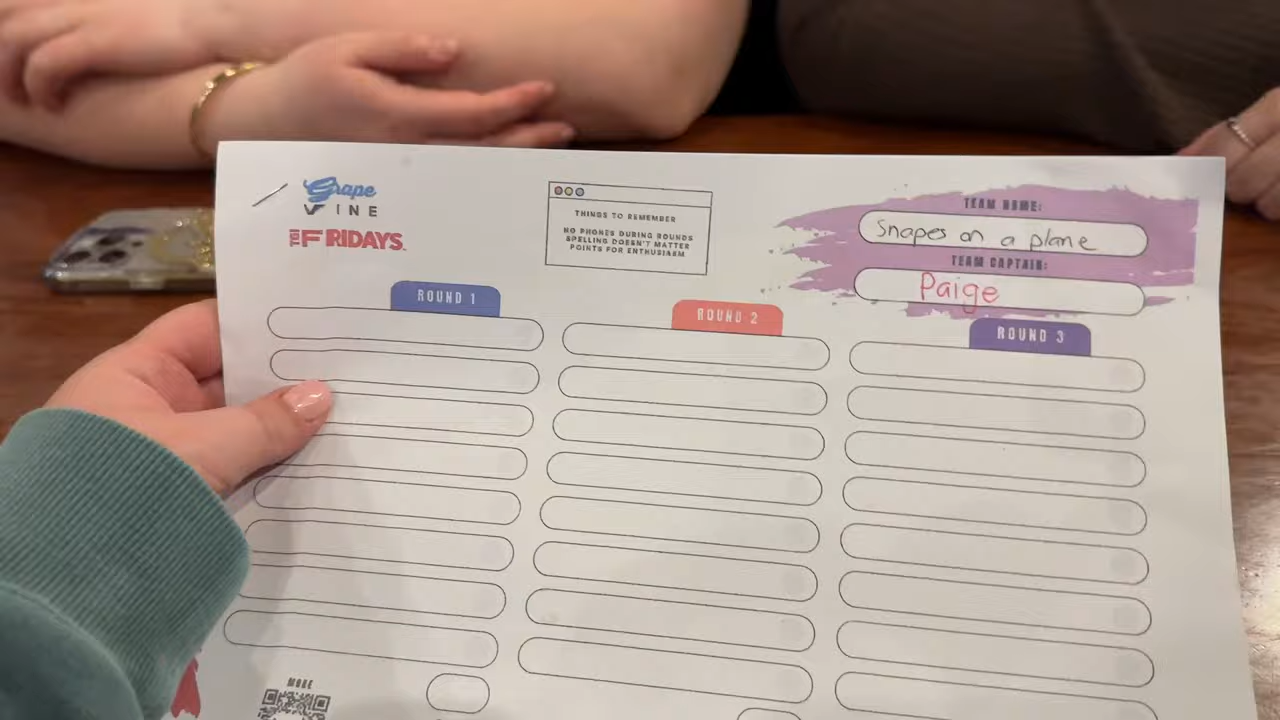 Grape
VINE
TGI FRIDAYS
THINGS TO REMEMBER
NO PHONES DURING ROUNDS
SPELLING DOESN'T MATTER
POINTS FOR ENTHUSIASM
TEAM NAME:
Snapes on a plane
TEAM CAPTAIN:
Paige
ROUND 1
ROUND 2
ROUND 3
MORE